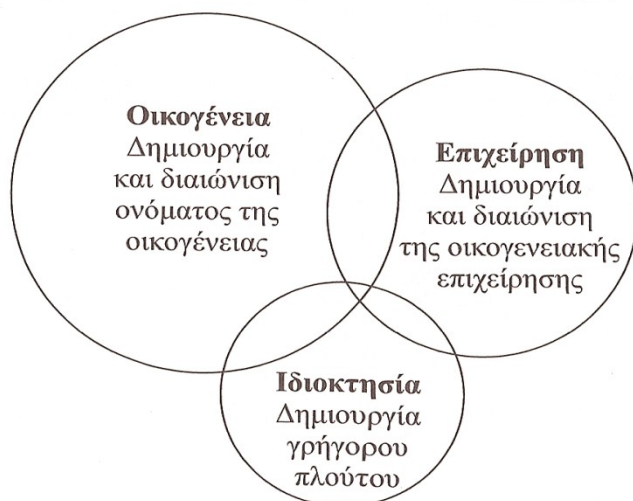 Οικογένεια
Δημιουργία
και διαιώνιση
ονόματος της
οικογένειας
Επιχείρηση
Δημιουργία
και διαιώνιση
της οικογενειακής
επιχείρησης
Ιδιοκτησία
Δημιουργία
γρήγορου
πλούτου